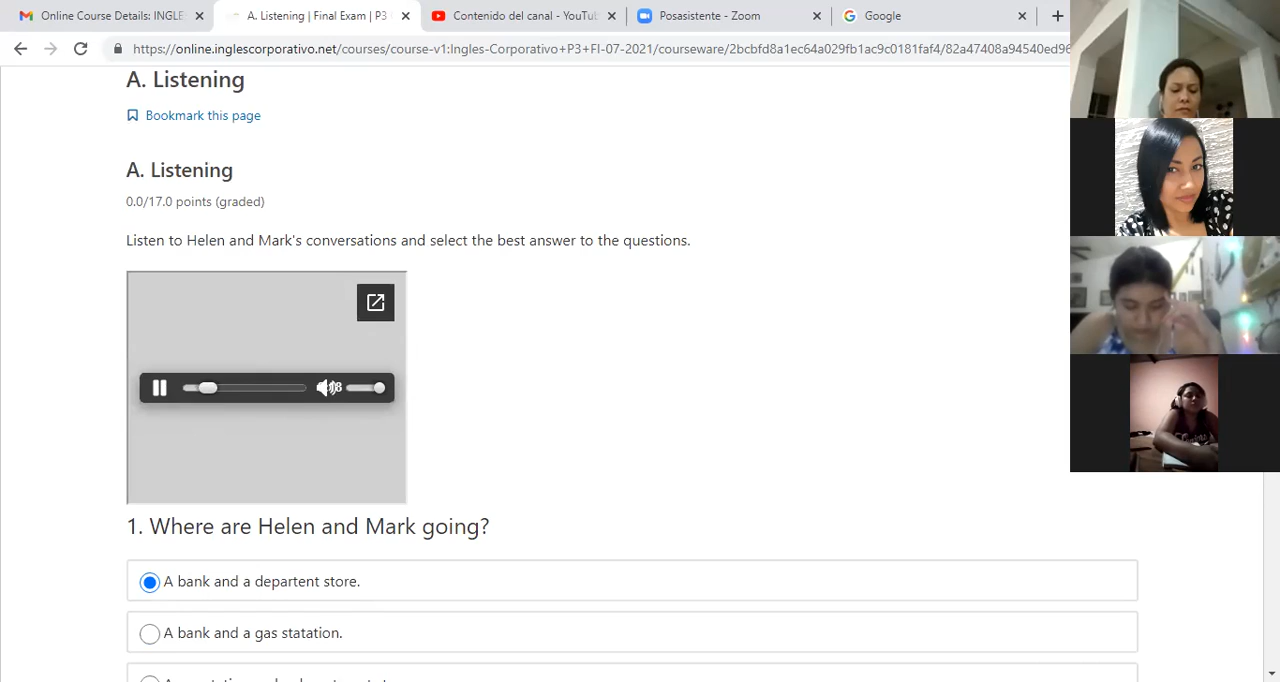 Online Course Details: INGLE
A. Listening | Final Exam | P3
Contenido del canal - YouTu
Posasistente - Zoom
Google
https://online.inglescorporativo.net/courses/course-v1:Ingles-Corporativo+P3+FI-07-2021/courseware/2bcbfd8a1ec64a029fb1ac9c0181faf4/82a47408a94540ed96
A. Listening
Bookmark this page
A. Listening
0.0/17.0 points (graded)
Listen to Helen and Mark's conversations and select the best answer to the questions.
1. Where are Helen and Mark going?
A bank and a departent store.
A bank and a gas statation.